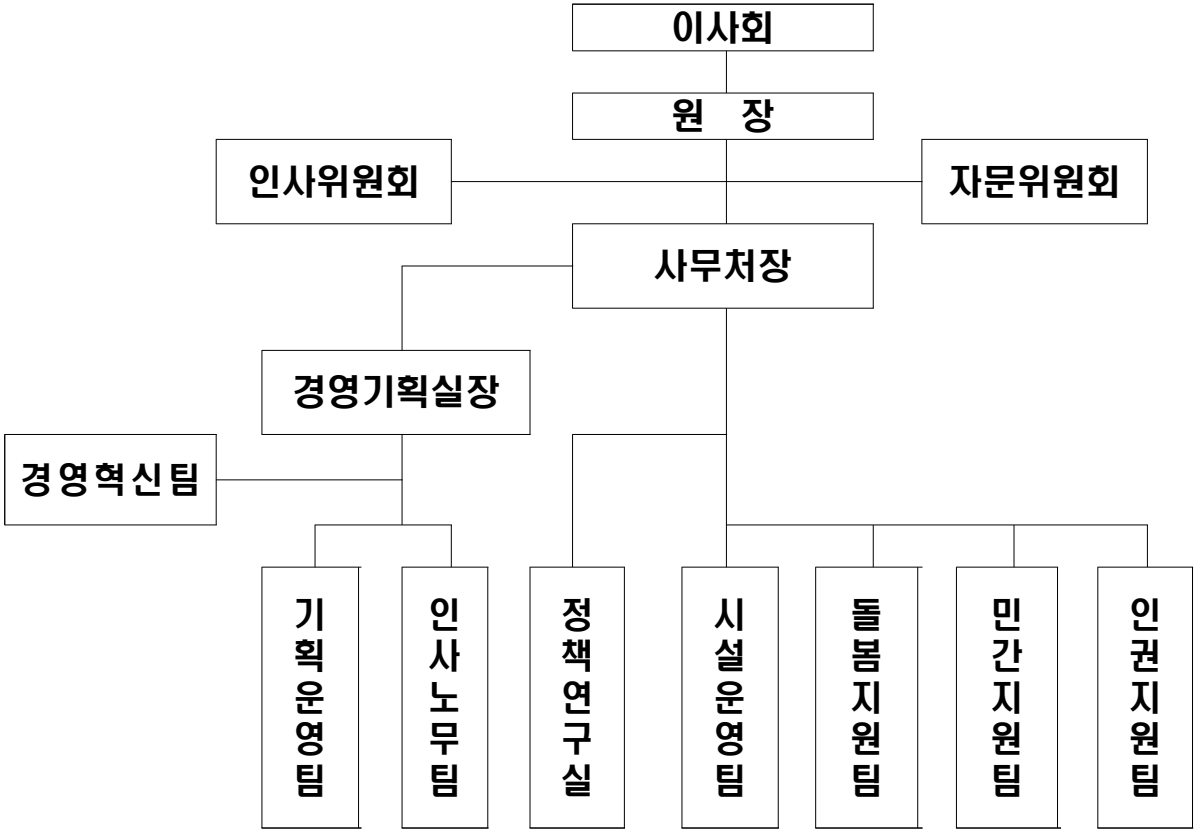 이사회
원 장
인사위원회
자문위원회
사무처장
경영기획실장
경영혁신팀
기획운영팀
인사노무팀
정책연구실
시설운영팀
돌봄지원팀
민간지원팀
인권지원팀